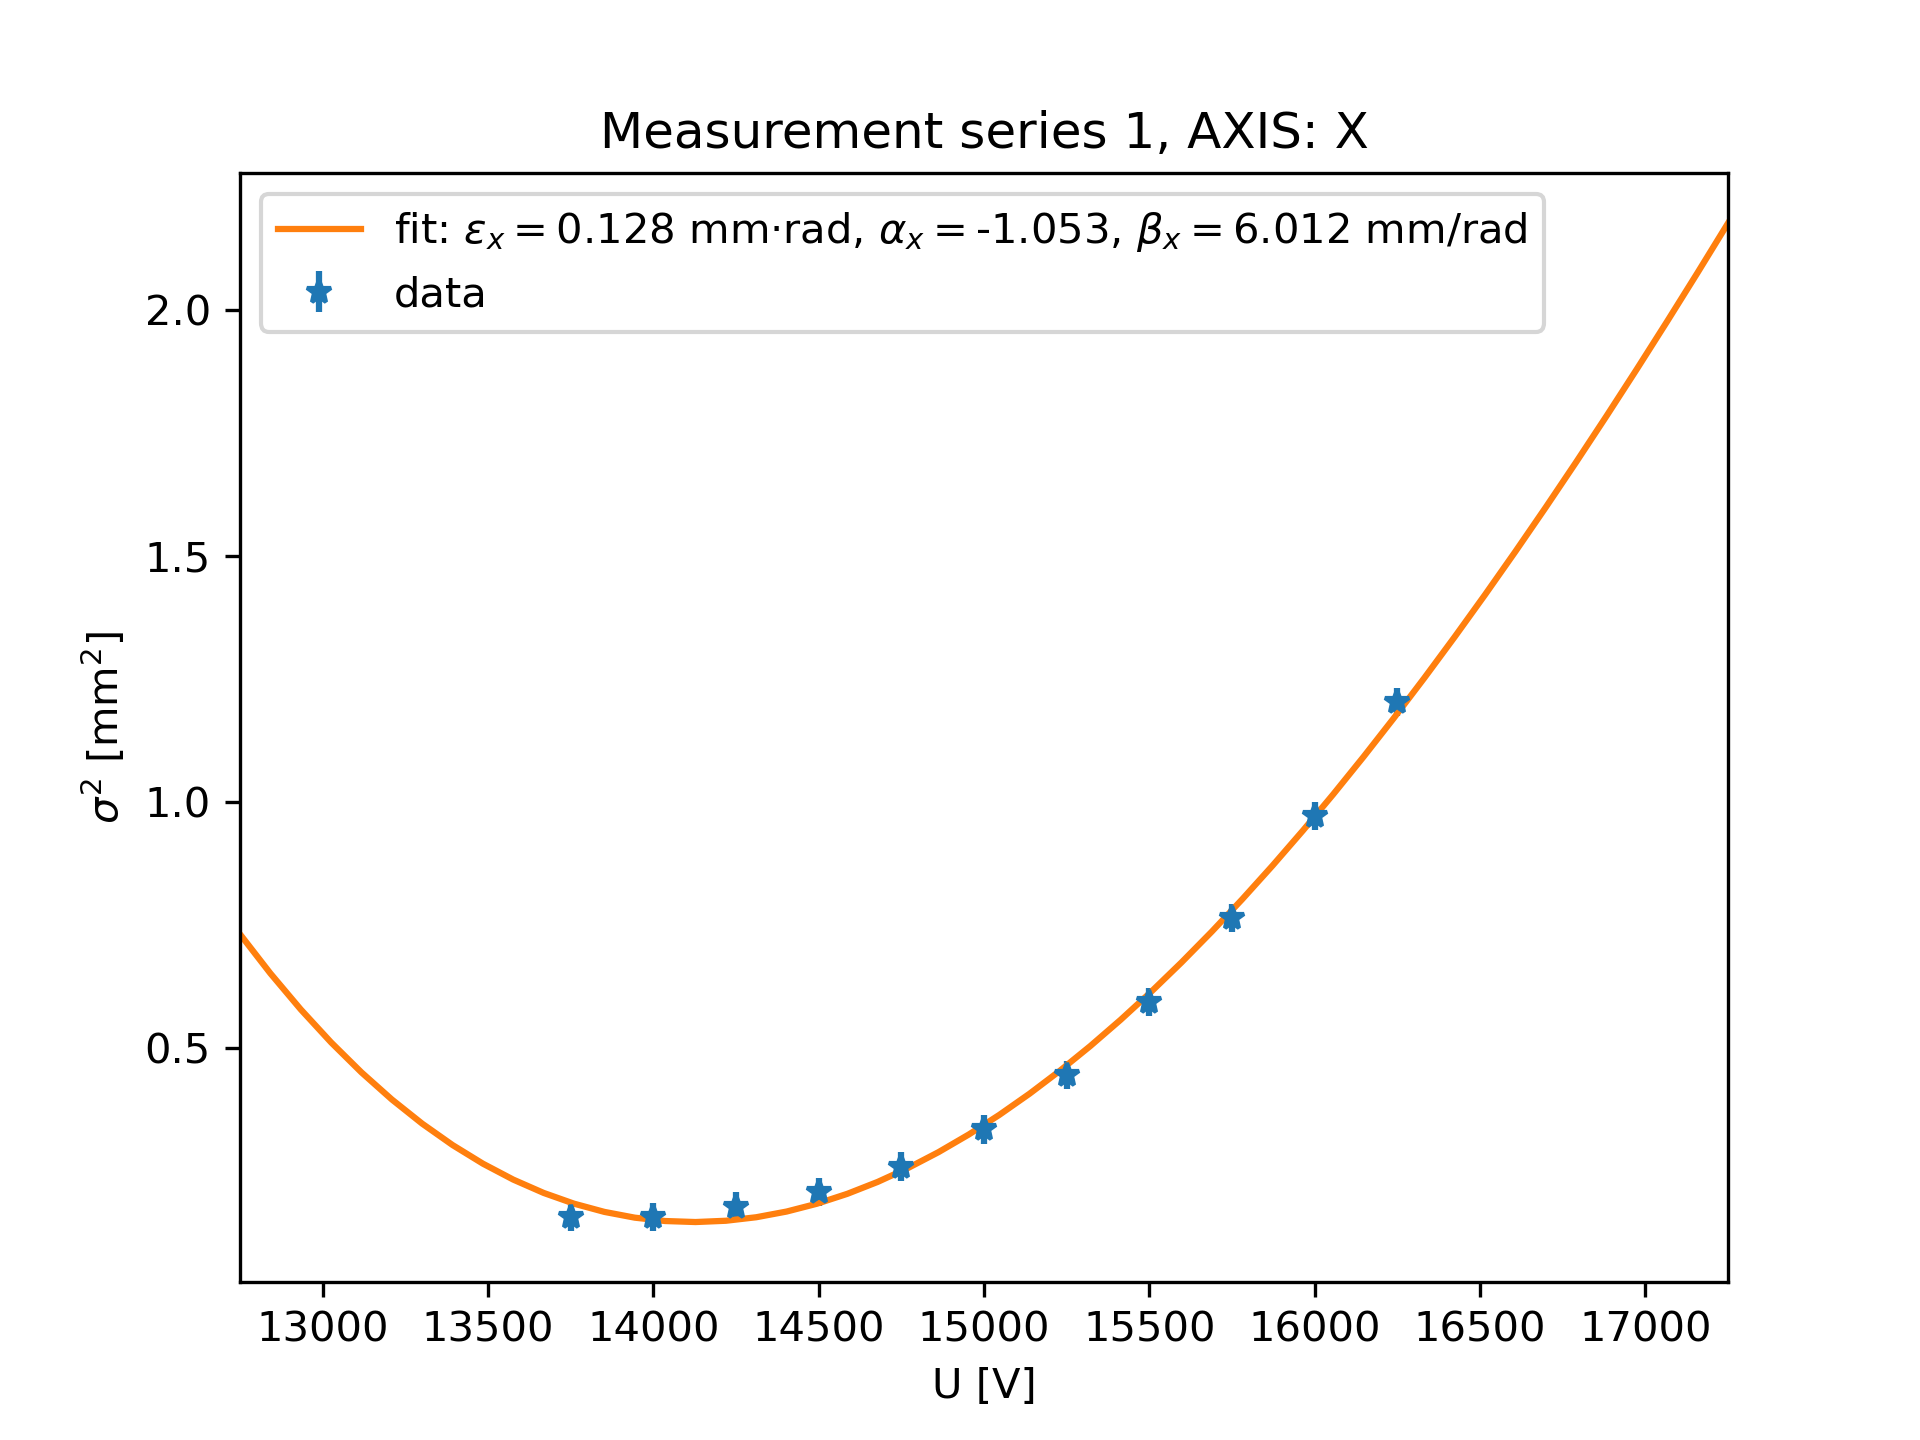 Measurement series 1, AXIS: X
fit: εₓ = 0.128 mm·rad, αₓ = -1.053, βₓ = 6.012 mm/rad
data
σ² [mm²]
2.0
1.5
1.0
0.5
13000 13500 14000 14500 15000 15500 16000 16500 17000
U [V]